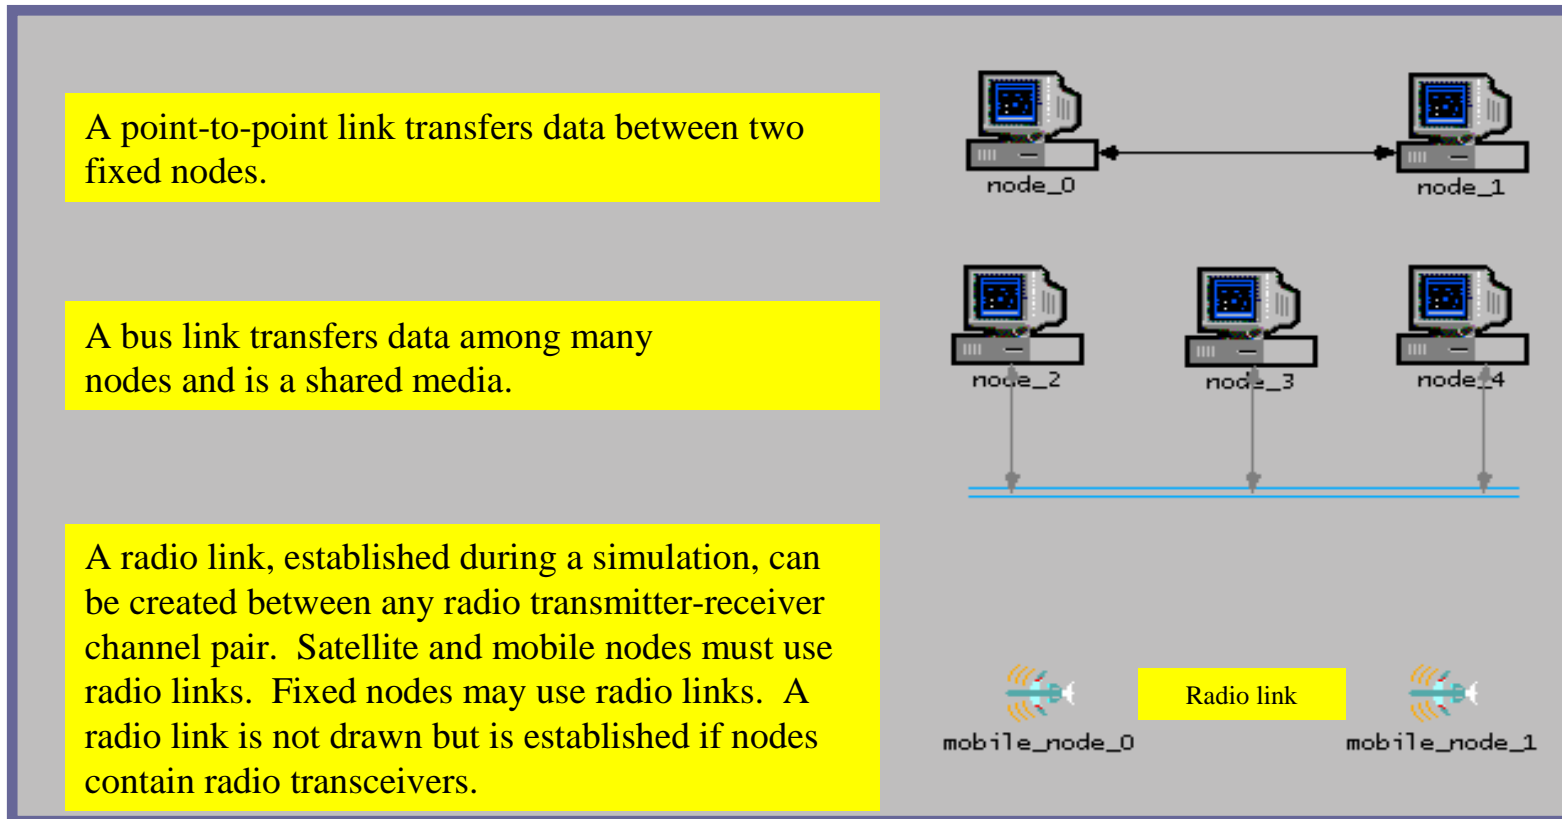 A point-to-point link transfers data between two
fixed nodes.
node_0
node_1
A bus link transfers data among many
nodes and is a shared media.
node_2
node_3
node_4
A radio link, established during a simulation, can
be created between any radio transmitter-receiver
channel pair.  Satellite and mobile nodes must use
radio links.  Fixed nodes may use radio links.  A
radio link is not drawn but is established if nodes
contain radio transceivers.
Radio link
mobile_node_0
mobile_node_1